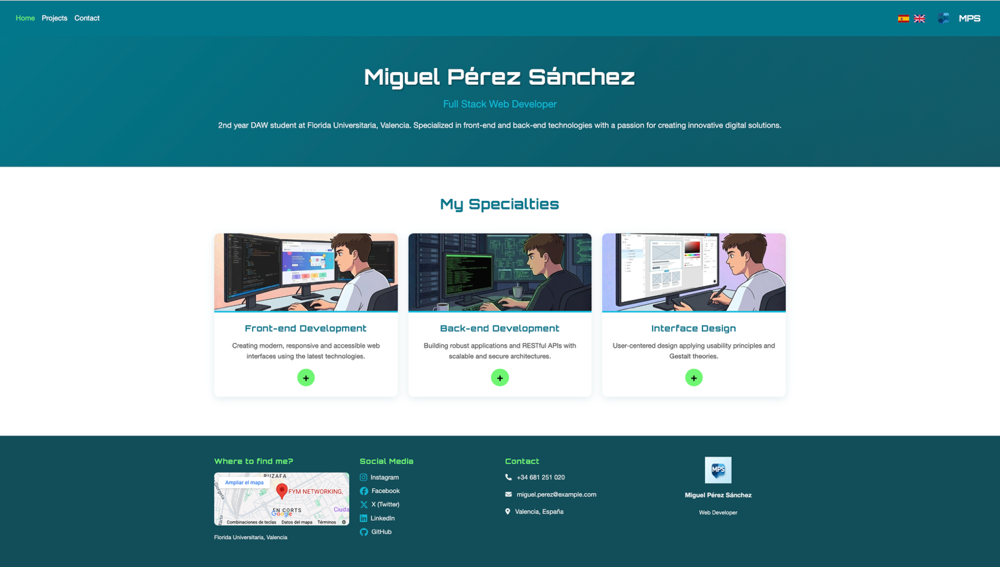 Home Projects Contact
MPS
Miguel Pérez Sánchez
Full Stack Web Developer
2nd year DAW student at Florida Universitaria, Valencia. Specialized in front-end and back-end technologies with a passion for creating innovative digital solutions.
My Specialties
Front-end Development
Creating modern, responsive and accessible web
interfaces using the latest technologies.
+
Back-end Development
Building robust applications and RESTful APIs with
scalable and secure architectures.
+
Interface Design
User-centered design applying usability principles and
Gestalt theories.
+
Where to find me?
RUZAFA
Ampliar el mapa
FYM NETWORKING,
EN CORTS
Ciuda
Google
Combinaciones de teclas Datos del mapa Términos
Florida Universitaria, Valencia
Social Media
Instagram
Facebook
X (Twitter)
LinkedIn
GitHub
Contact
+34 681 251 020
miguel.perez@example.com
Valencia, España
MPS
Miguel Pérez Sánchez
Web Developer